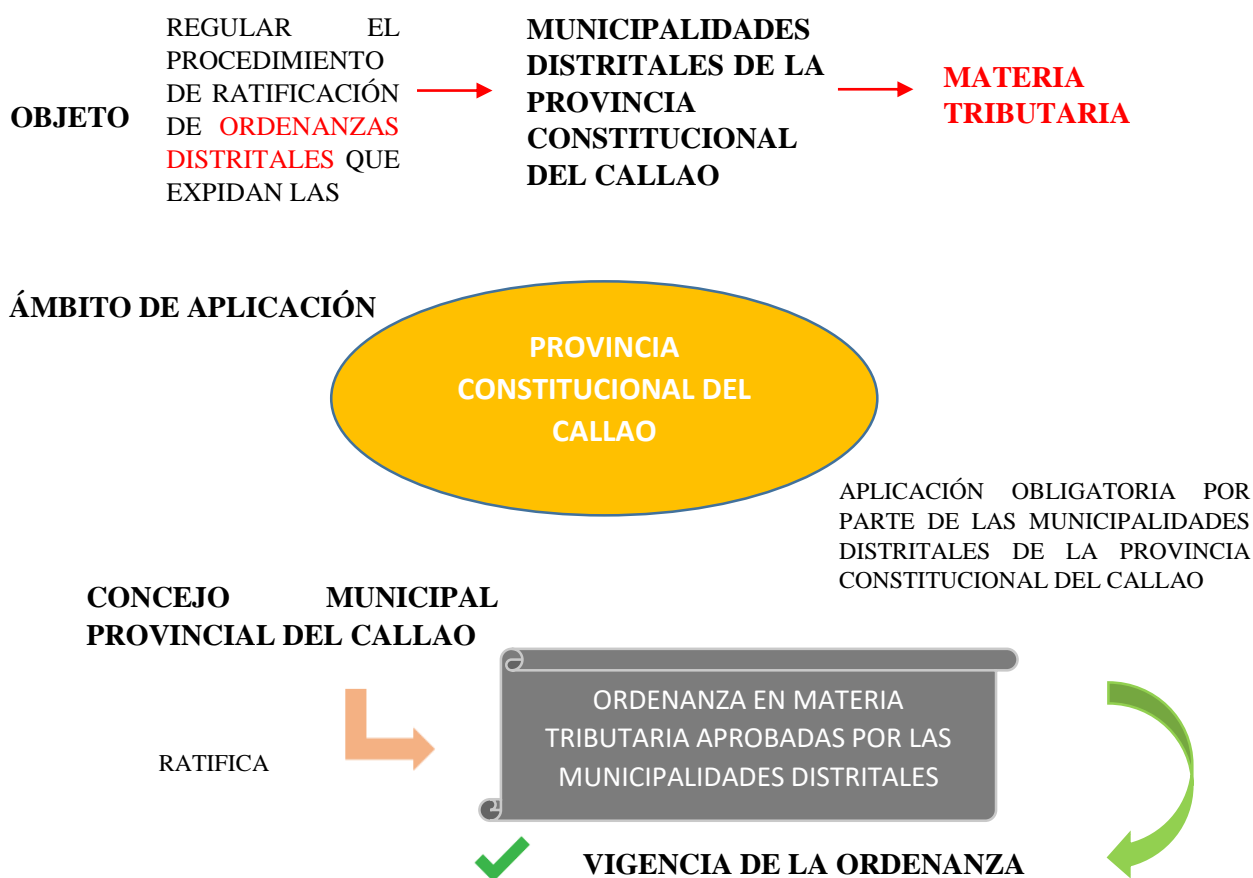 OBJETO
REGULAR EL
PROCEDIMIENTO
DE RATIFICACIÓN
DE ORDENANZAS
DISTRITALES QUE
EXPIDAN LAS
MUNICIPALIDADES
DISTRITALES DE LA
PROVINCIA
CONSTITUCIONAL
DEL CALLAO
MATERIA
TRIBUTARIA
ÁMBITO DE APLICACIÓN
PROVINCIA
CONSTITUCIONAL DEL
CALLAO
APLICACIÓN OBLIGATORIA POR
PARTE DE LAS MUNICIPALIDADES
DISTRITALES DE LA PROVINCIA
CONSTITUCIONAL DEL CALLAO
CONCEJO MUNICIPAL
PROVINCIAL DEL CALLAO
RATIFICA
ORDENANZA EN MATERIA
TRIBUTARIA APROBADAS POR LAS
MUNICIPALIDADES DISTRITALES
VIGENCIA DE LA ORDENANZA